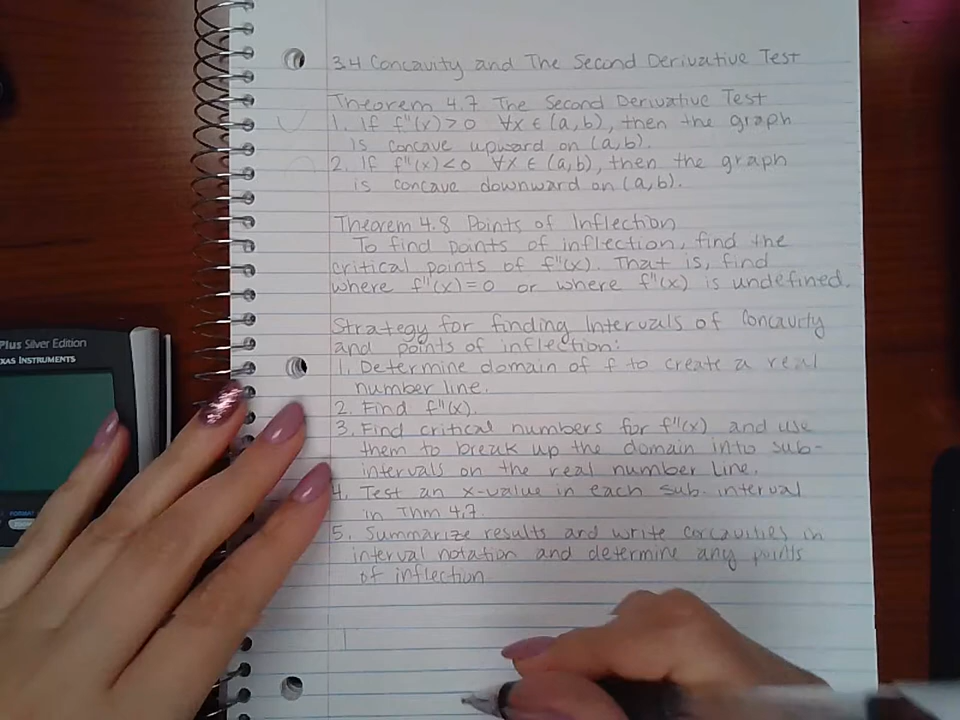 3.4 Concavity and The Second Derivative Test
Theorem 4.7 The Second Derivative Test
1. If f''(x) > 0 ∀x ∈ (a,b), then the graph
is concave upward on (a,b).
2. If f''(x) < 0 ∀x ∈ (a,b), then the graph
is concave downward on (a,b).
Theorem 4.8 Points of Inflection
To find points of inflection, find the
critical points of f''(x). That is, find
where f''(x) = 0 or where f''(x) is undefined.
Strategy for finding Intervals of Concavity
and points of inflection:
1. Determine domain of f to create a real
number line.
2. Find f''(x).
3. Find critical numbers for f''(x) and use
them to break up the domain into sub-
intervals on the real number line.
4. Test an x-value in each sub. interval
in Thm 4.7.
5. Summarize results and write concavities in
interval notation and determine any points
of inflection.
Plus Silver Edition
XAS INSTRUMENTS